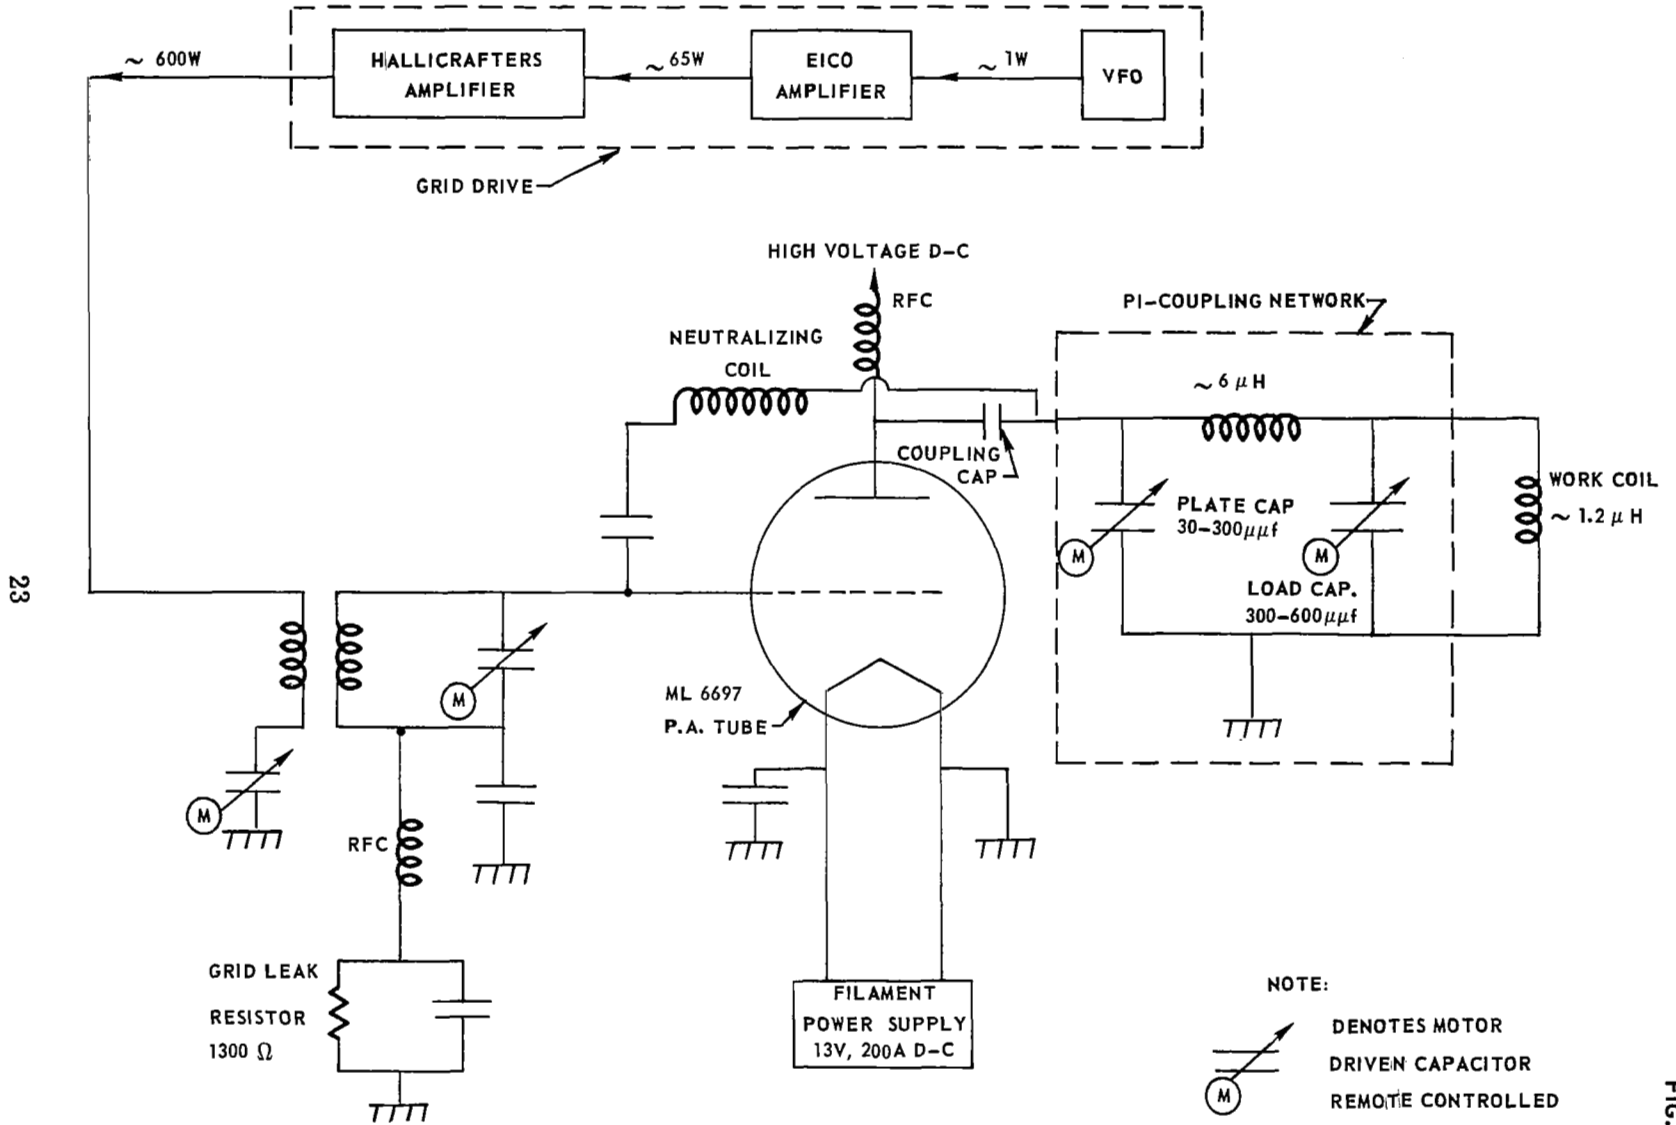 ~ 600W
HALLICRAFTERS
AMPLIFIER
~ 65W
EICO
AMPLIFIER
~ 1W
VFO
GRID DRIVE
HIGH VOLTAGE D-C
RFC
PI-COUPLING NETWORK
NEUTRALIZING
COIL
~ 6 μ H
COUPLING
CAP
WORK COIL
~ 1.2 μ H
PLATE CAP
30-300μμf
M
M
LOAD CAP.
300-600μμf
23
M
ML 6697
P.A. TUBE
M
RFC
GRID LEAK
RESISTOR
1300 Ω
FILAMENT
POWER SUPPLY
13V, 200A D-C
NOTE:
DENOTES MOTOR
DRIVEN CAPACITOR
M
REMOTE CONTROLLED